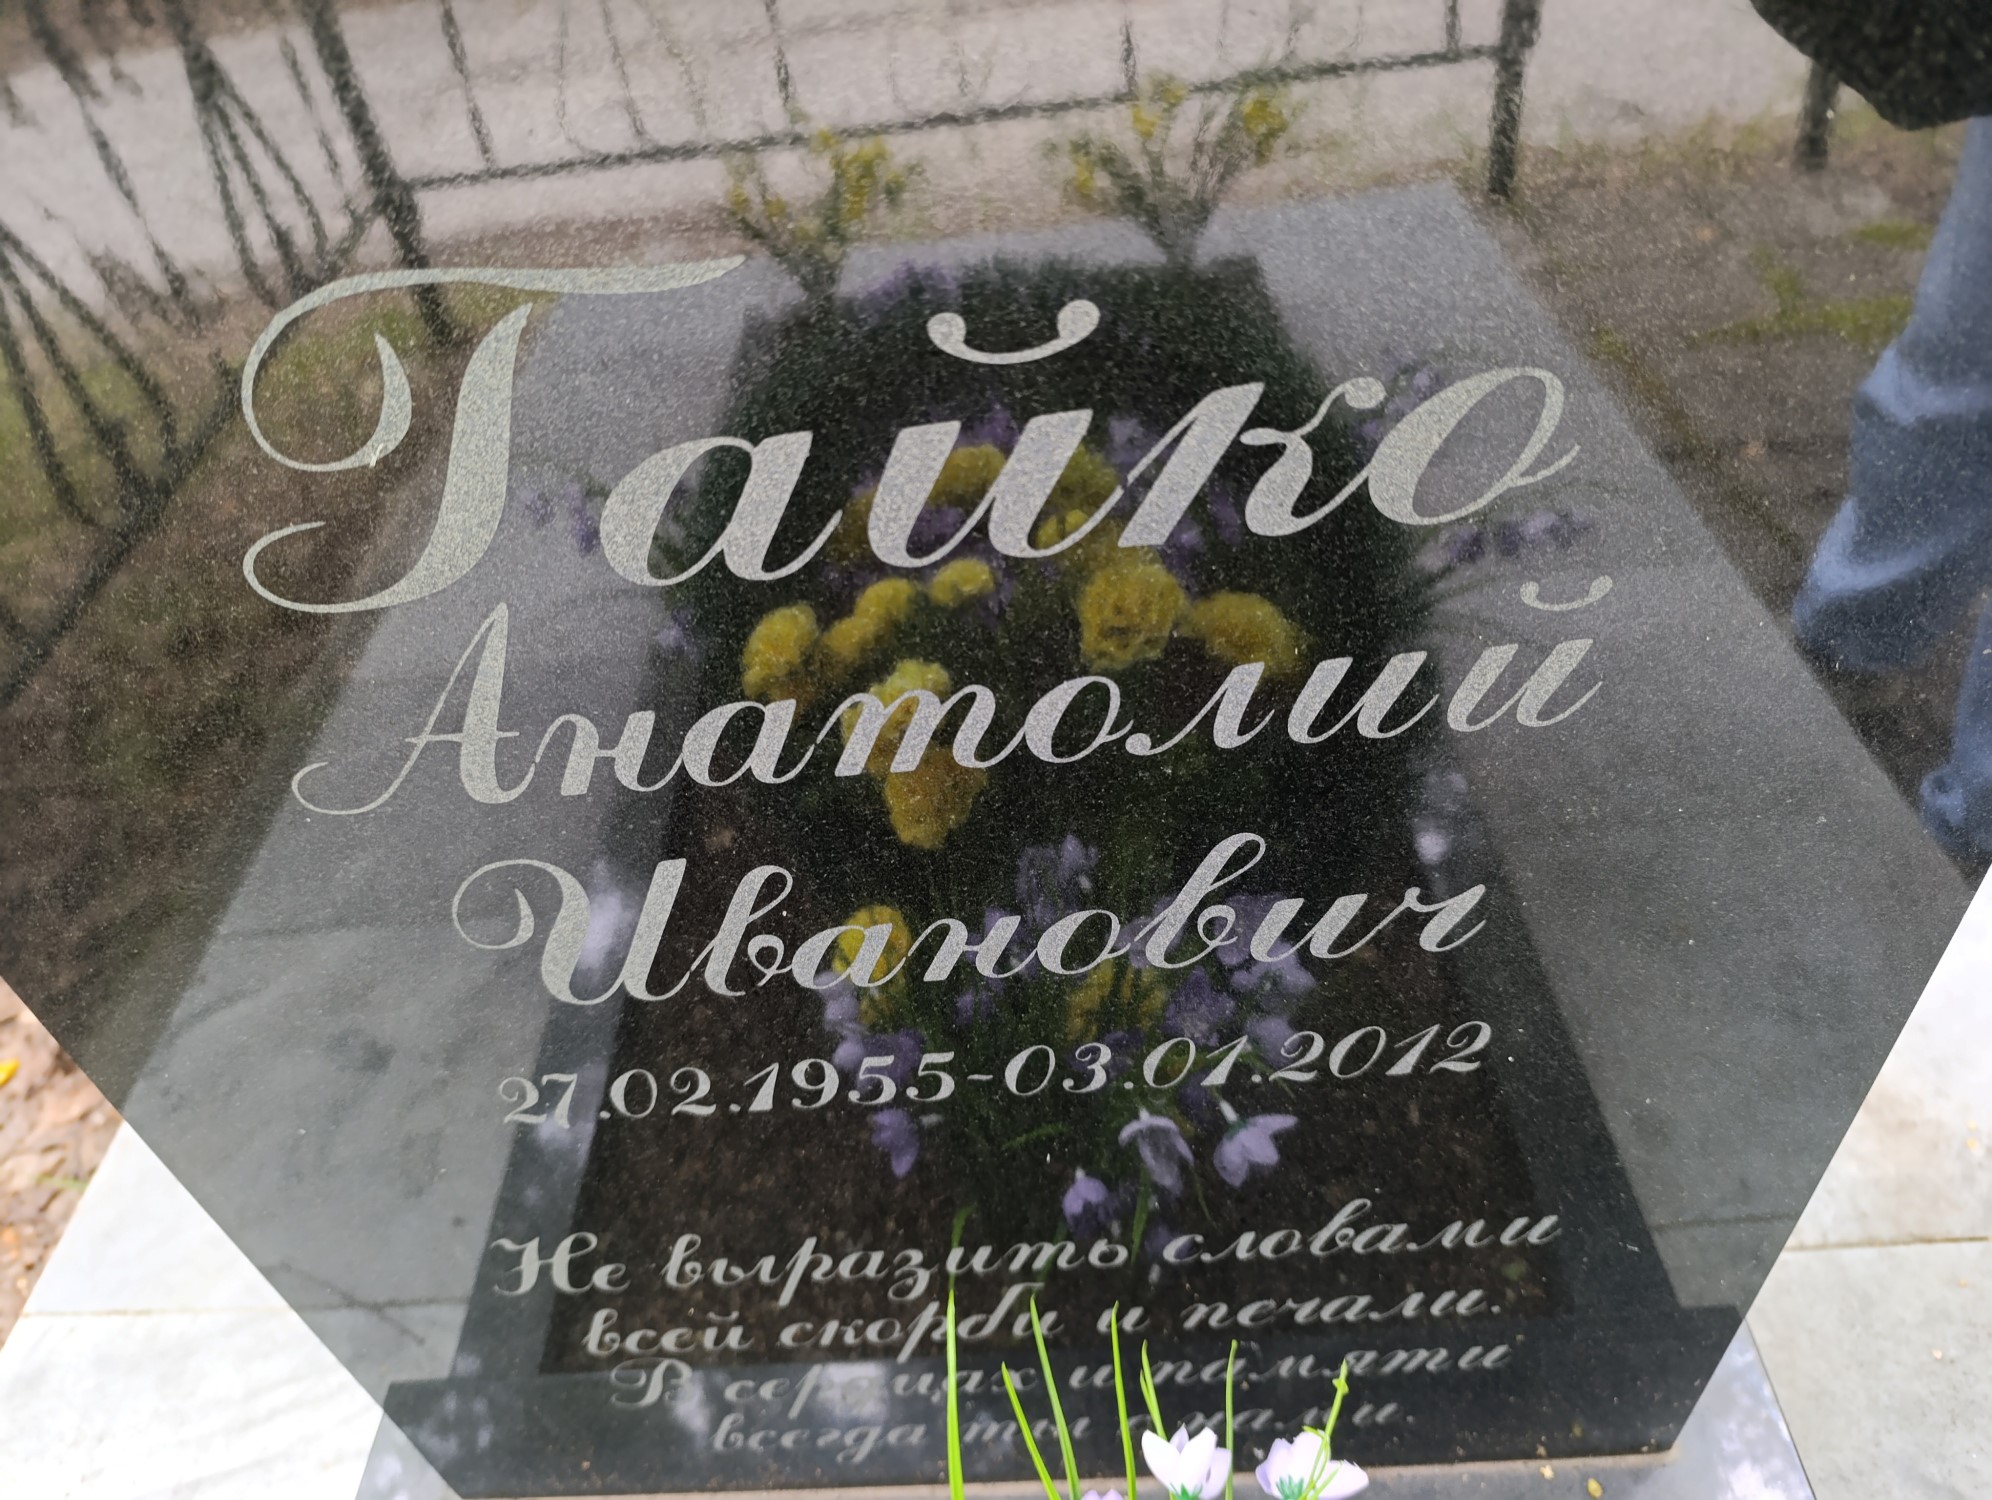 Гайко
Анатолий
Иванович
27.02.1955-03.01.2012
Не выразить словами
всей скорби и печали.
В сердцах и памяти
всегда ты с нами.